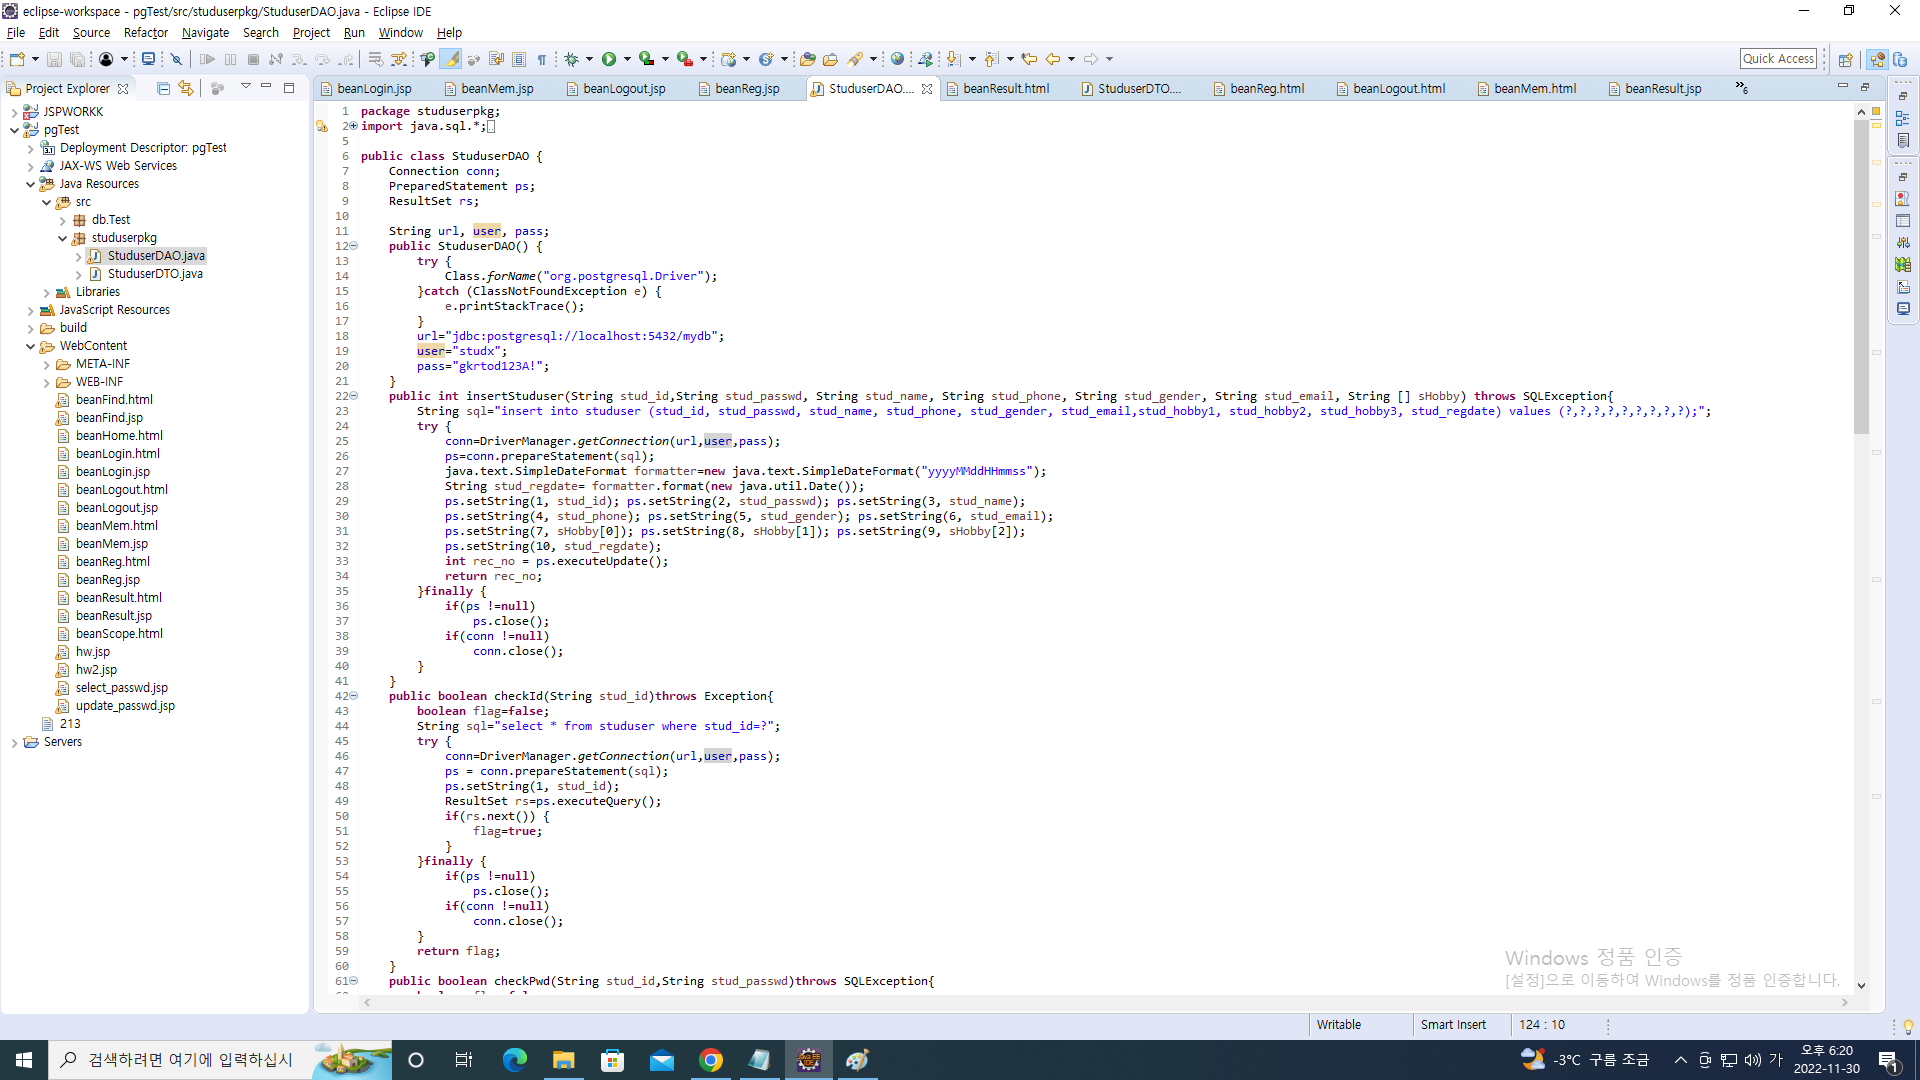 eclipse-workspace - pgTest/src/studuserpkg/StuduserDAO.java - Eclipse IDE
File Edit Source Refactor Navigate Search Project Run Window Help
Quick Access
Project Explorer
beanLogin.jsp beanMem.jsp beanLogout.jsp beanReg.jsp StuduserDAO.... beanResult.html StuduserDTO.... beanReg.html beanLogout.html beanMem.html beanResult.jsp »6
JSPWORKK
pgTest
Deployment Descriptor: pgTest
JAX-WS Web Services
Java Resources
src
db.Test
studuserpkg
StuduserDAO.java
StuduserDTO.java
Libraries
JavaScript Resources
build
WebContent
META-INF
WEB-INF
beanFind.html
beanFind.jsp
beanHome.html
beanLogin.html
beanLogin.jsp
beanLogout.html
beanLogout.jsp
beanMem.html
beanMem.jsp
beanReg.html
beanReg.jsp
beanResult.html
beanResult.jsp
beanScope.html
hw.jsp
hw2.jsp
select_passwd.jsp
update_passwd.jsp
213
Servers
1 package studuserpkg;
2 import java.sql.*;
5
6 public class StuduserDAO {
7 Connection conn;
8 PreparedStatement ps;
9 ResultSet rs;
10
11 String url, user, pass;
12 public StuduserDAO() {
13 try {
14 Class.forName("org.postgresql.Driver");
15 }catch (ClassNotFoundException e) {
16 e.printStackTrace();
17 }
18 url="jdbc:postgresql://localhost:5432/mydb";
19 user="studx";
20 pass="gkrtod123A!";
21 }
22 public int insertStuduser(String stud_id,String stud_passwd, String stud_name, String stud_phone, String stud_gender, String stud_email, String [] sHobby) throws SQLException{
23 String sql="insert into studuser (stud_id, stud_passwd, stud_name, stud_phone, stud_gender, stud_email,stud_hobby1, stud_hobby2, stud_hobby3, stud_regdate) values (?,?,?,?,?,?,?,?,?);";
24 try {
25 conn=DriverManager.getConnection(url,user,pass);
26 ps=conn.prepareStatement(sql);
27 java.text.SimpleDateFormat formatter=new java.text.SimpleDateFormat("yyyyMMddHHmmss");
28 String stud_regdate= formatter.format(new java.util.Date());
29 ps.setString(1, stud_id); ps.setString(2, stud_passwd); ps.setString(3, stud_name);
30 ps.setString(4, stud_phone); ps.setString(5, stud_gender); ps.setString(6, stud_email);
31 ps.setString(7, sHobby[0]); ps.setString(8, sHobby[1]); ps.setString(9, sHobby[2]);
32 ps.setString(10, stud_regdate);
33 int rec_no = ps.executeUpdate();
34 return rec_no;
35 }finally {
36 if(ps !=null)
37 ps.close();
38 if(conn !=null)
39 conn.close();
40 }
41 }
42 public boolean checkId(String stud_id)throws Exception{
43 boolean flag=false;
44 String sql="select * from studuser where stud_id=?";
45 try {
46 conn=DriverManager.getConnection(url,user,pass);
47 ps = conn.prepareStatement(sql);
48 ps.setString(1, stud_id);
49 ResultSet rs=ps.executeQuery();
50 if(rs.next()) {
51 flag=true;
52 }
53 }finally {
54 if(ps !=null)
55 ps.close();
56 if(conn !=null)
57 conn.close();
58 }
59 return flag;
60 }
61 public boolean checkPwd(String stud_id,String stud_passwd)throws SQLException{
Windows 정품 인증
[설정]으로 이동하여 Windows를 정품 인증합니다.
Writable Smart Insert 124 : 10
검색하려면 여기에 입력하십시
-3°C 구름 조금 가 오후 6:20
2022-11-30
1